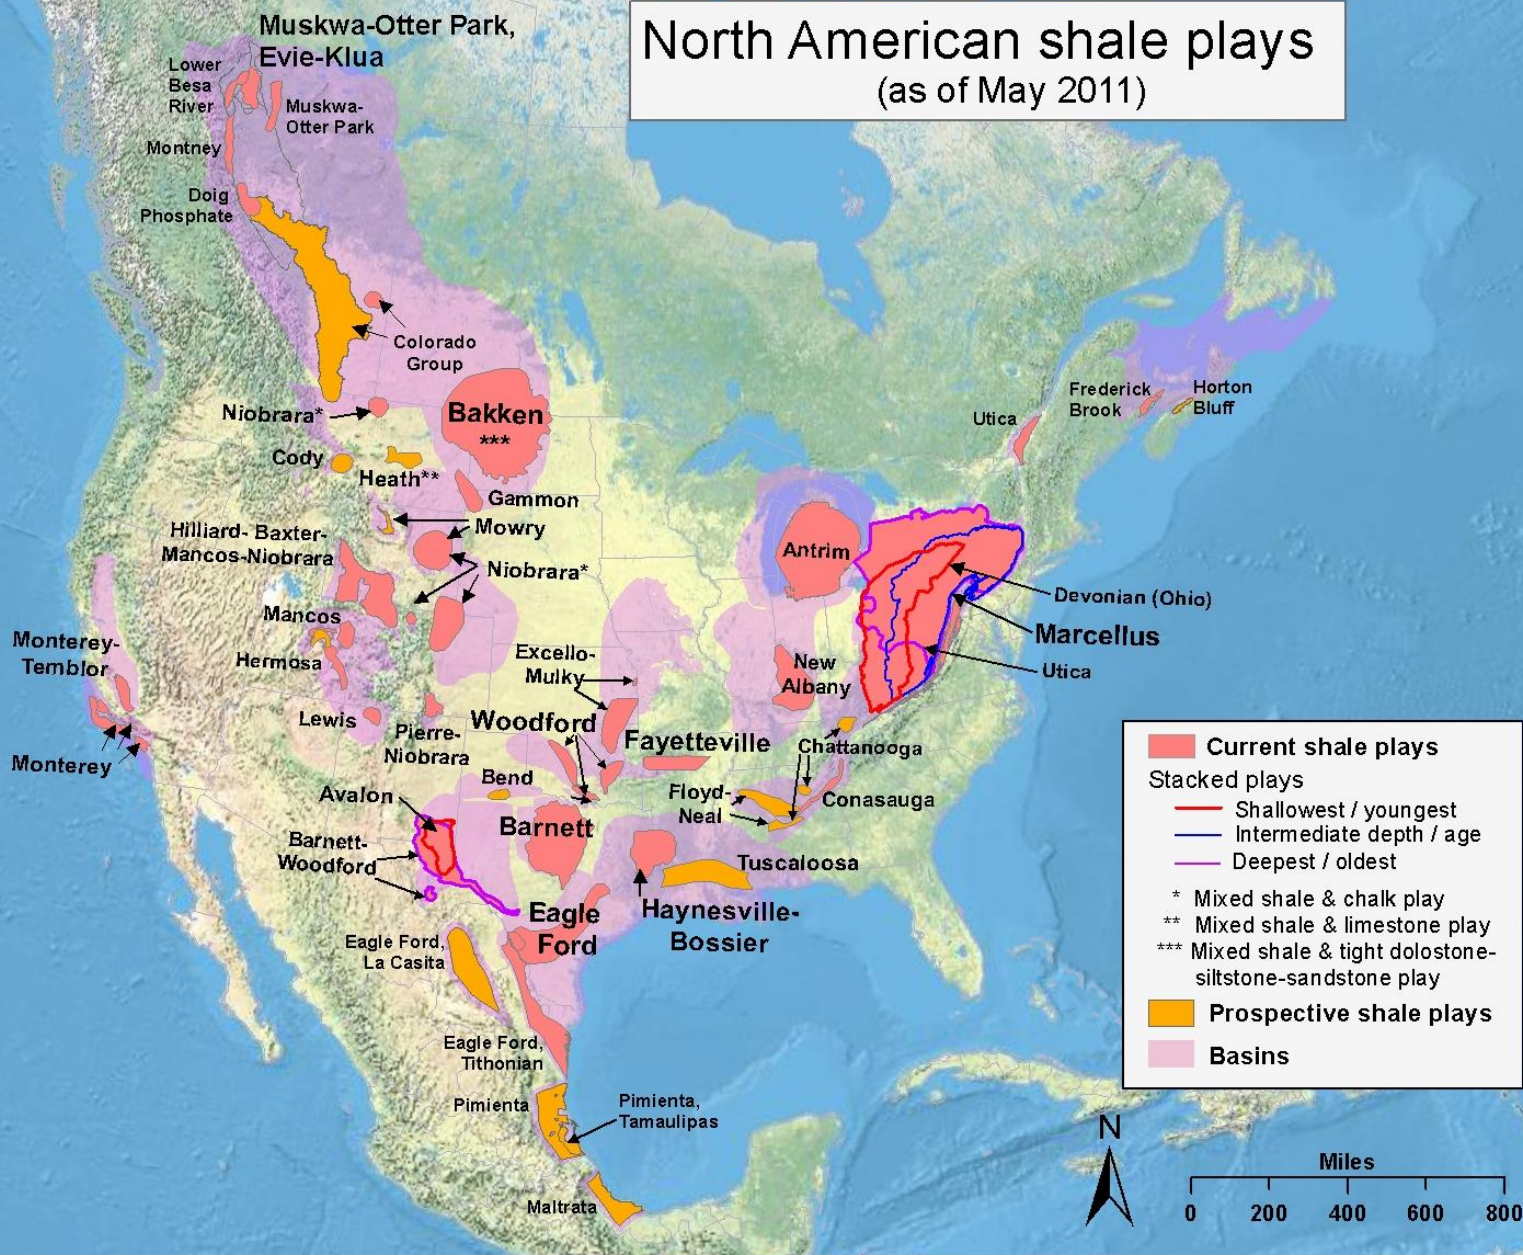 North American shale plays
(as of May 2011)
Muskwa-Otter Park,
Evie-Klua
Lower
Besa
River
Muskwa-
Otter Park
Montney
Doig
Phosphate
Colorado
Group
Niobrara*
Bakken
***
Cody
Heath**
Gammon
Mowry
Hilliard- Baxter-
Mancos-Niobrara
Niobrara*
Mancos
Hermosa
Monterey-
Temblor
Monterey
Lewis
Pierre-
Niobrara
Excello-
Mulky
Woodford
Fayetteville
Bend
Avalon
Barnett
Barnett-
Woodford
Eagle
Ford
Haynesville-
Bossier
Tuscaloosa
Floyd-
Neal
Conasauga
Chattanooga
New
Albany
Antrim
Devonian (Ohio)
Marcellus
Utica
Utica
Frederick
Brook
Horton
Bluff
Eagle Ford,
La Casita
Eagle Ford,
Tithonian
Pimienta
Pimienta,
Tamaulipas
Maltrata
Current shale plays
Stacked plays
Shallowest / youngest
Intermediate depth / age
Deepest / oldest
* Mixed shale & chalk play
** Mixed shale & limestone play
*** Mixed shale & tight dolostone-
siltstone-sandstone play
Prospective shale plays
Basins
N
Miles
0 200 400 600 800